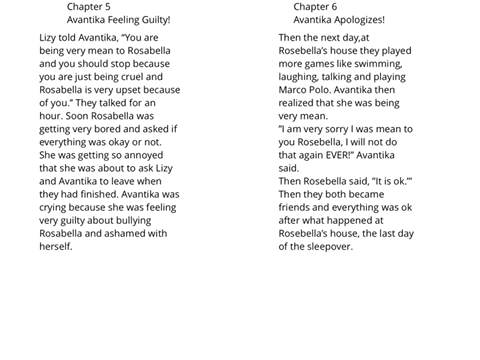 Chapter 5
Avantika Feeling Guilty!
Lizy told Avantika, “You are
being very mean to Rosabella
and you should stop because
you are just being cruel and
Rosabella is very upset because
of you.” They talked for an
hour. Soon Rosabella was
getting very bored and asked if
everything was okay or not.
She was getting so annoyed
that she was about to ask Lizy
and Avantika to leave when
they had finished. Avantika was
crying because she was feeling
very guilty about bullying
Rosabella and ashamed with
herself.
Chapter 6
Avantika Apologizes!
Then the next day,at
Rosebella’s house they played
more games like swimming,
laughing, talking and playing
Marco Polo. Avantika then
realized that she was being
very mean.
“I am very sorry I was mean to
you Rosebella, I will not do
that again EVER!” Avantika
said.
Then Rosebella said, “It is ok.’”
Then they both became
friends and everything was ok
after what happened at
Rosebella’s house, the last day
of the sleepover.